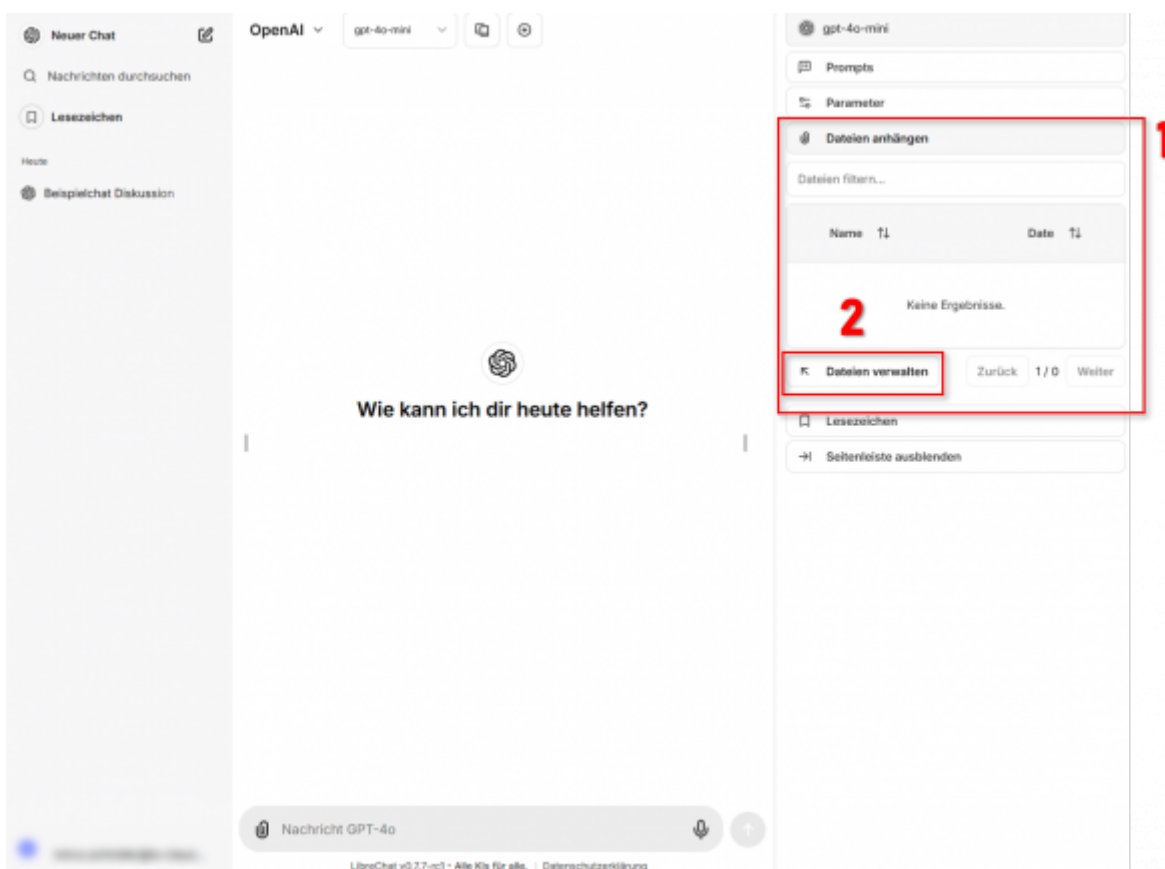 Neuer Chat
Nachrichten durchsuchen
Lesezeichen
Heute
Beispielchat Diskussion
OpenAI
gpt-4o-mini
Wie kann ich dir heute helfen?
Nachricht GPT-4o
LibreChat v0.7.7-rc1 - Alle KIs für alle. | Datenschutzerklärung
gpt-4o-mini
Prompts
Parameter
1
Dateien anhängen
Dateien filtern...
Name Date
Keine Ergebnisse.
2
Dateien verwalten Zurück 1 / 0 Weiter
Lesezeichen
Seitenleiste ausblenden